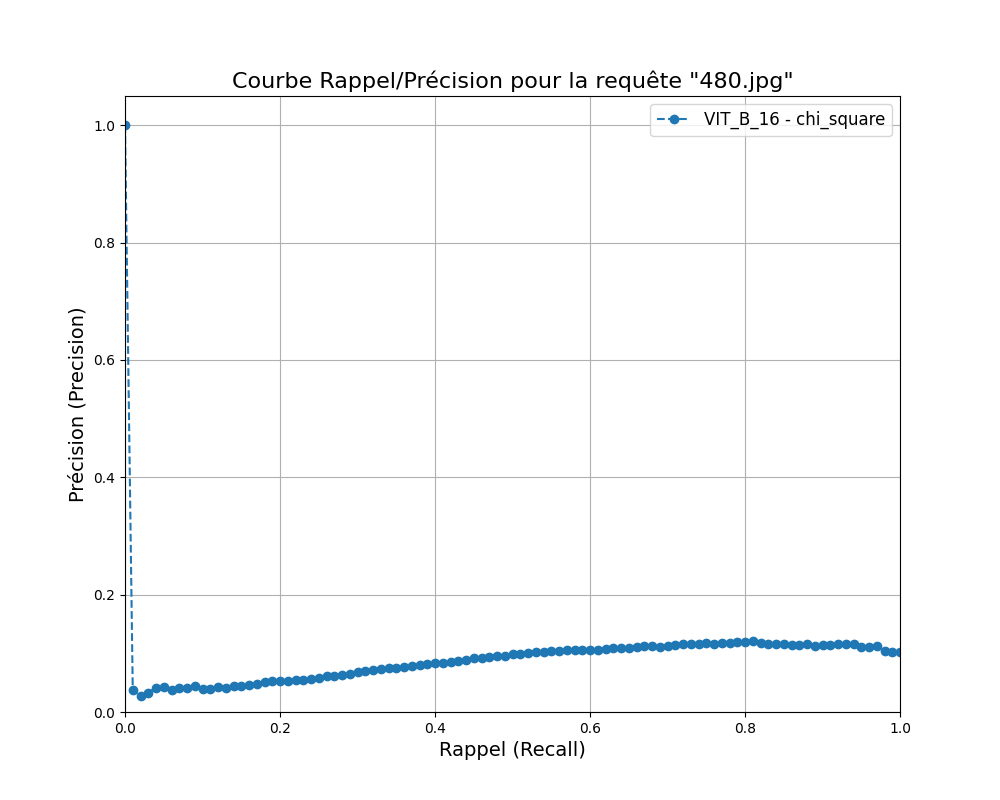 Courbe Rappel/Précision pour la requête "480.jpg"
VIT_B_16 - chi_square
1.0
0.8
0.6
0.4
0.2
0.0
Précision (Precision)
0.0 0.2 0.4 0.6 0.8 1.0
Rappel (Recall)